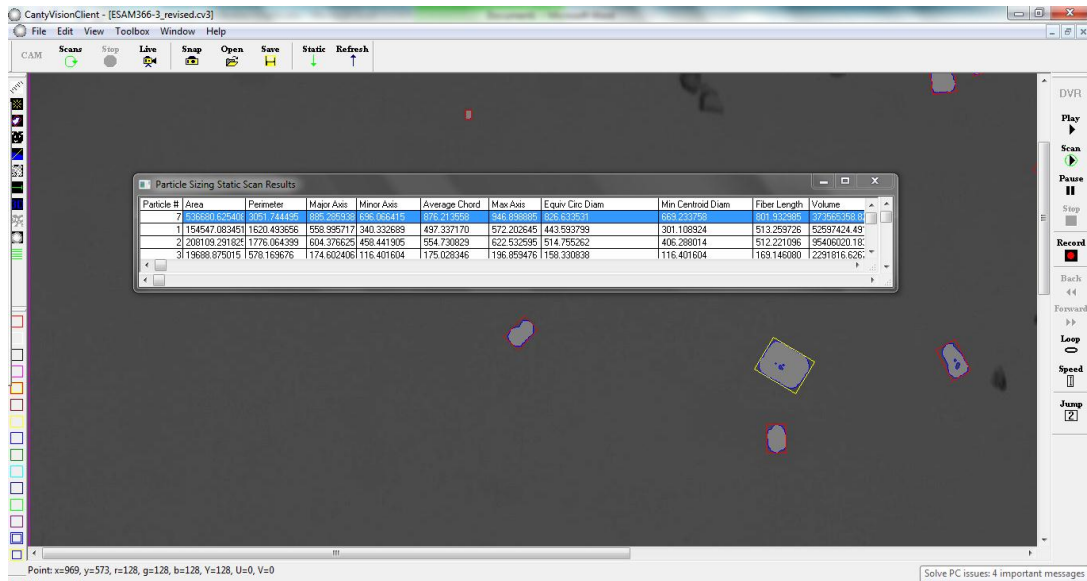 CantyVisionClient - [ESAM366-3_revised.cv3]
File Edit View Toolbox Window Help
CAM Scans Stop Live Snap Open Save Static Refresh
DVR
Play
Scan
Pause
Stop
Record
Back
Forward
Loop
Speed
1
Jump
2
Particle Sizing Static Scan Results
Particle # Area Perimeter Major Axis Minor Axis Average Chord Max Axis Equiv Circ Diam Min Centroid Diam Fiber Length Volume
7 536680.625408 3051.744495 885.285938 696.066415 876.213558 946.898885 826.633531 669.233758 801.932985 373565358.82
1 154547.083451 1620.493656 558.995717 340.332689 497.337170 572.202645 443.593799 301.108924 513.259726 52597424.49
2 208109.291825 1776.064399 604.376625 458.441905 554.730829 622.532595 514.755262 406.288014 512.221096 95406020.18
3 19688.875015 578.169676 174.602406 116.401604 175.028346 196.859476 158.330838 116.401604 169.146080 2291816.626
Point: x=969, y=573, r=128, g=128, b=128, Y=128, U=0, V=0
Solve PC issues: 4 important messages